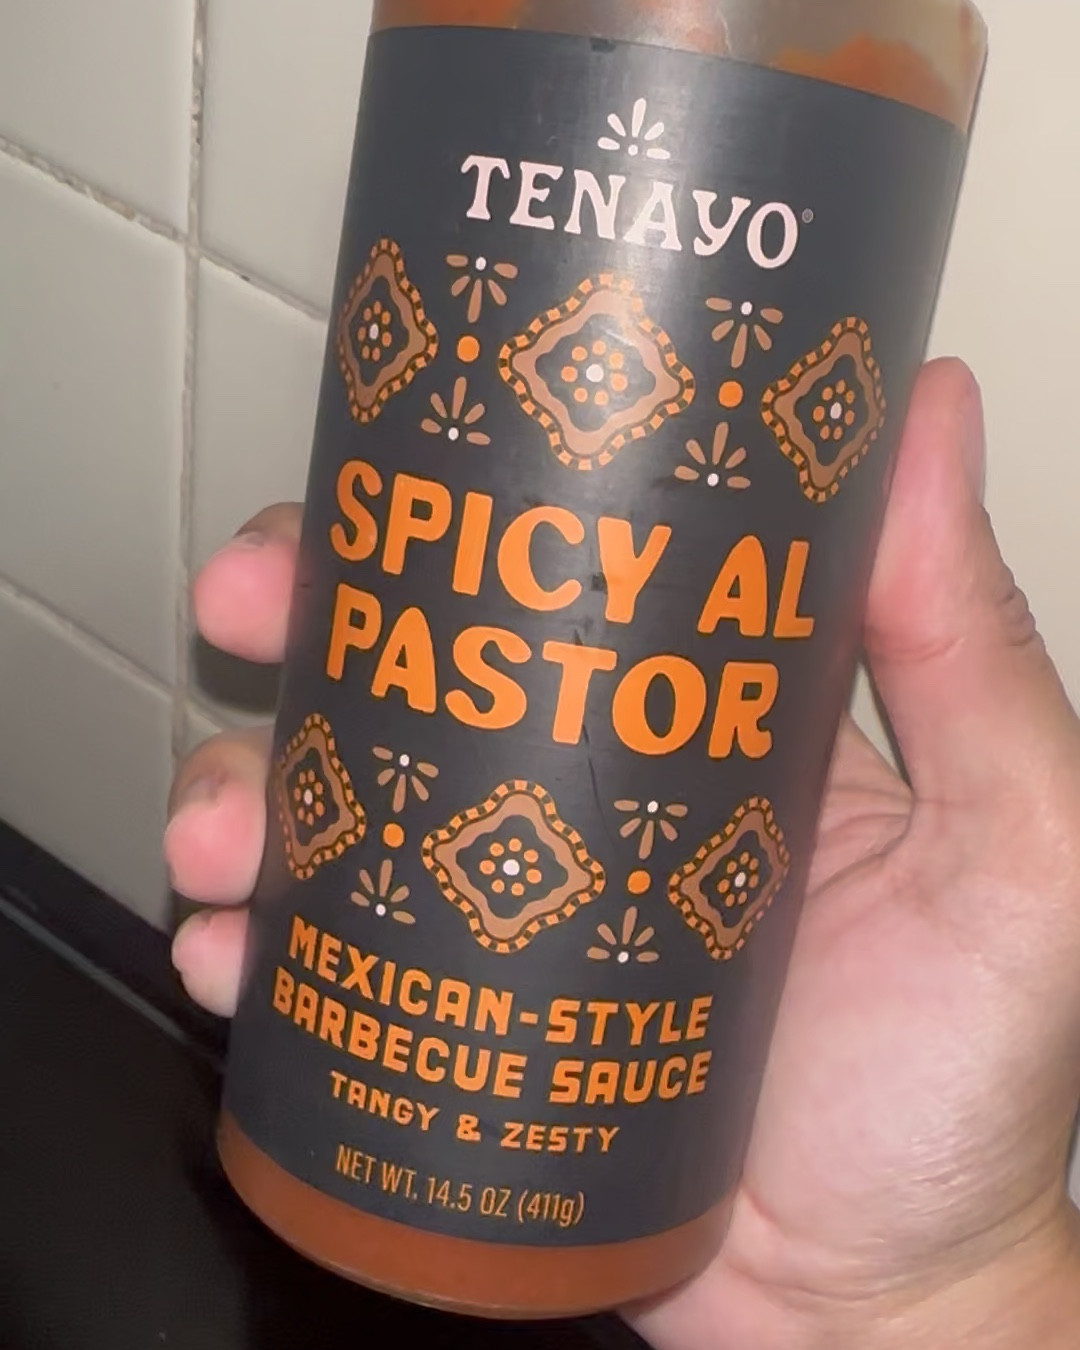 TENAYO®
SPICY AL
PASTOR
MEXICAN-STYLE
BARBECUE SAUCE
TANGY & ZESTY
NET WT. 14.5 OZ (411g)